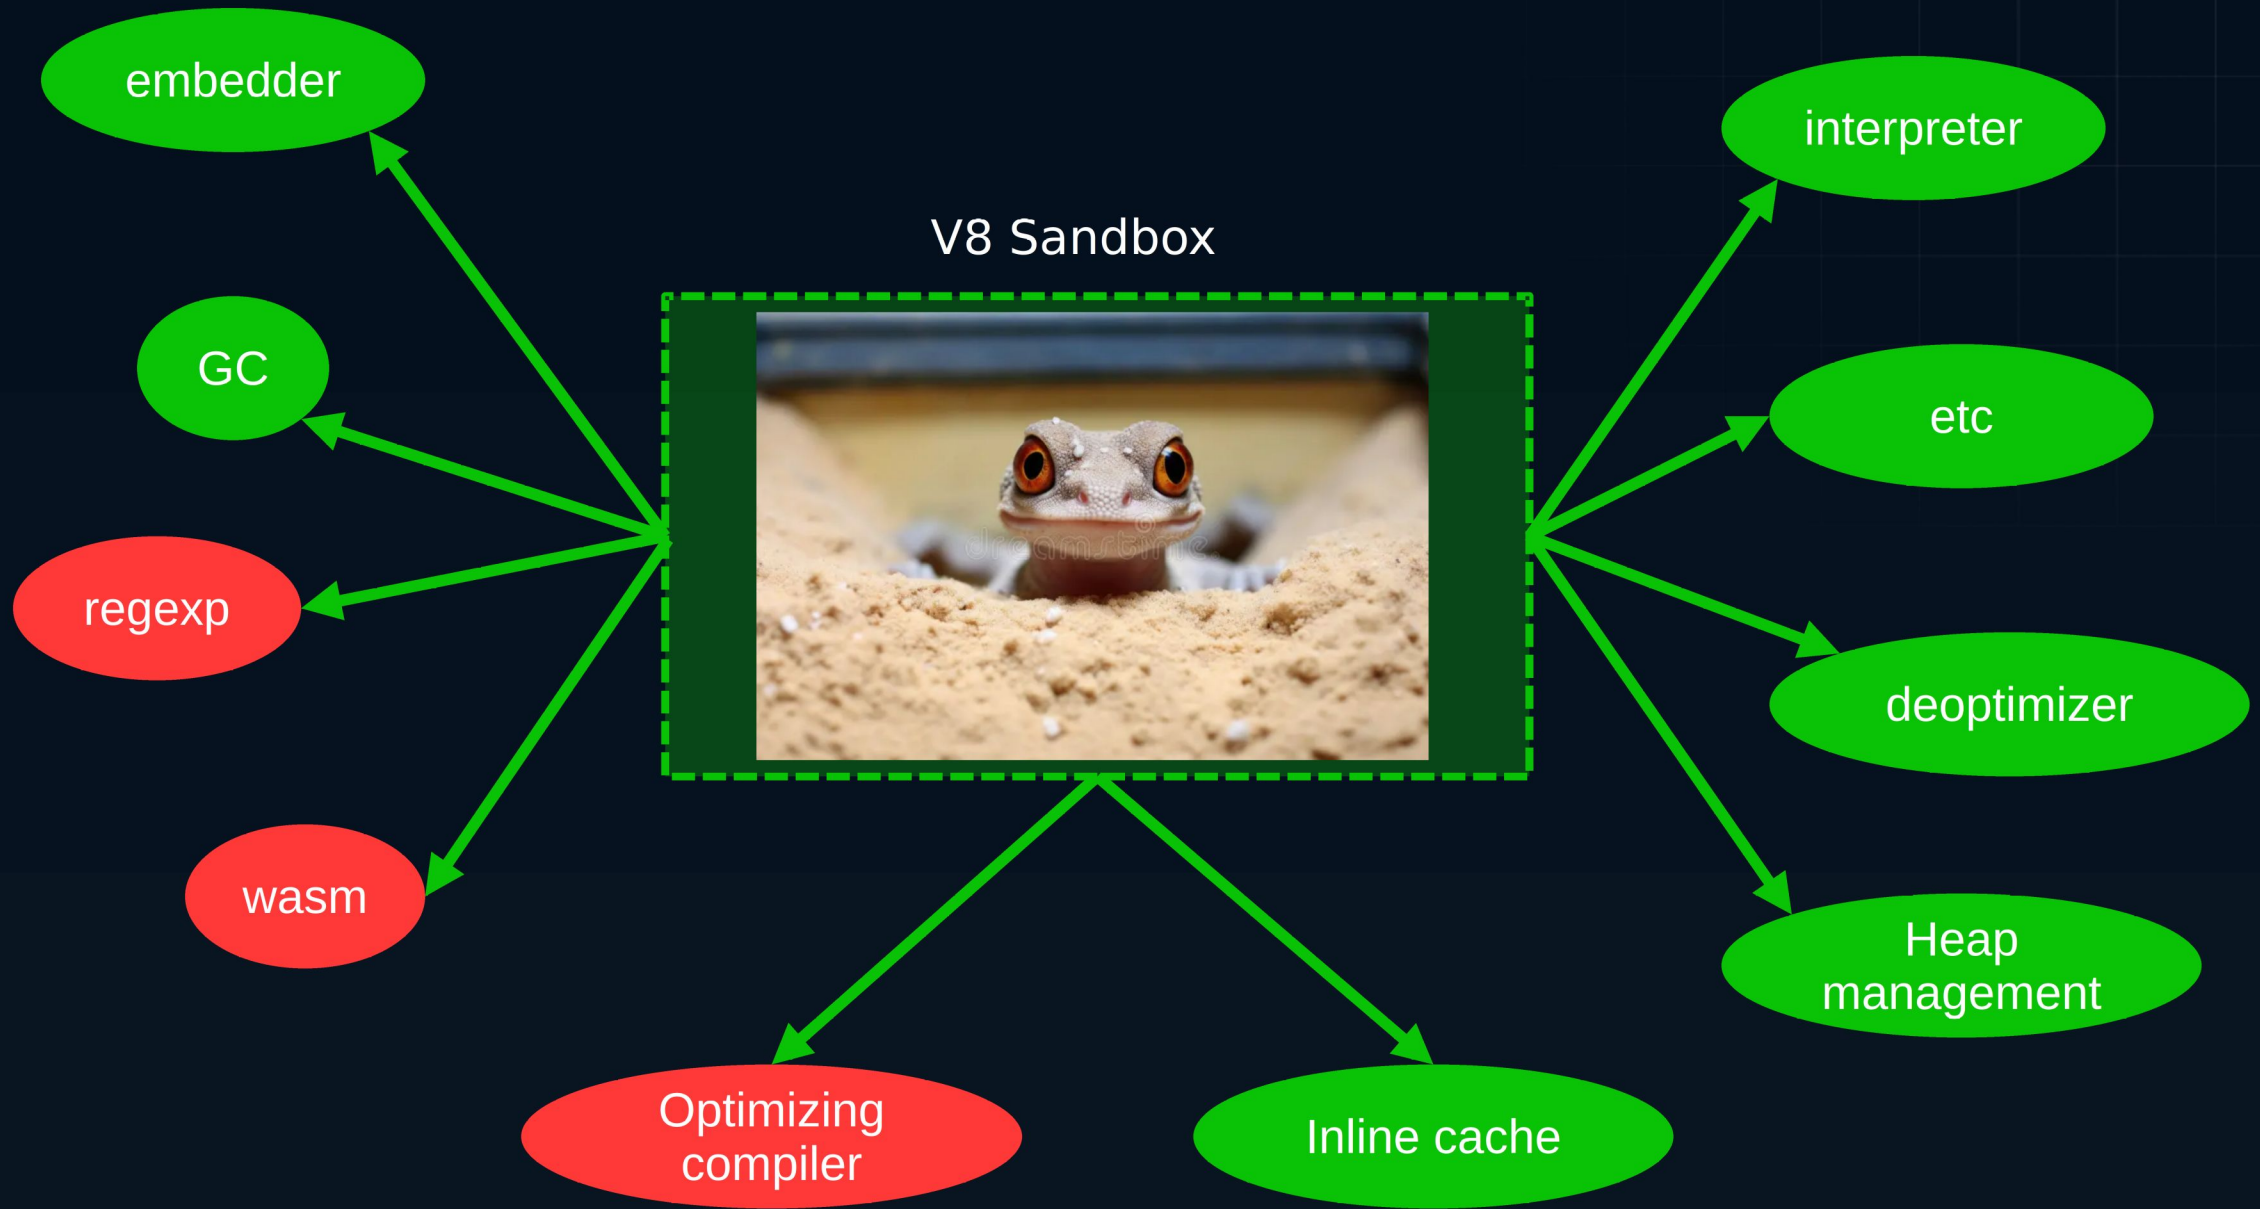 embedder
interpreter
V8 Sandbox
GC
etc
regexp
deoptimizer
wasm
Heap
management
Optimizing
compiler
Inline cache